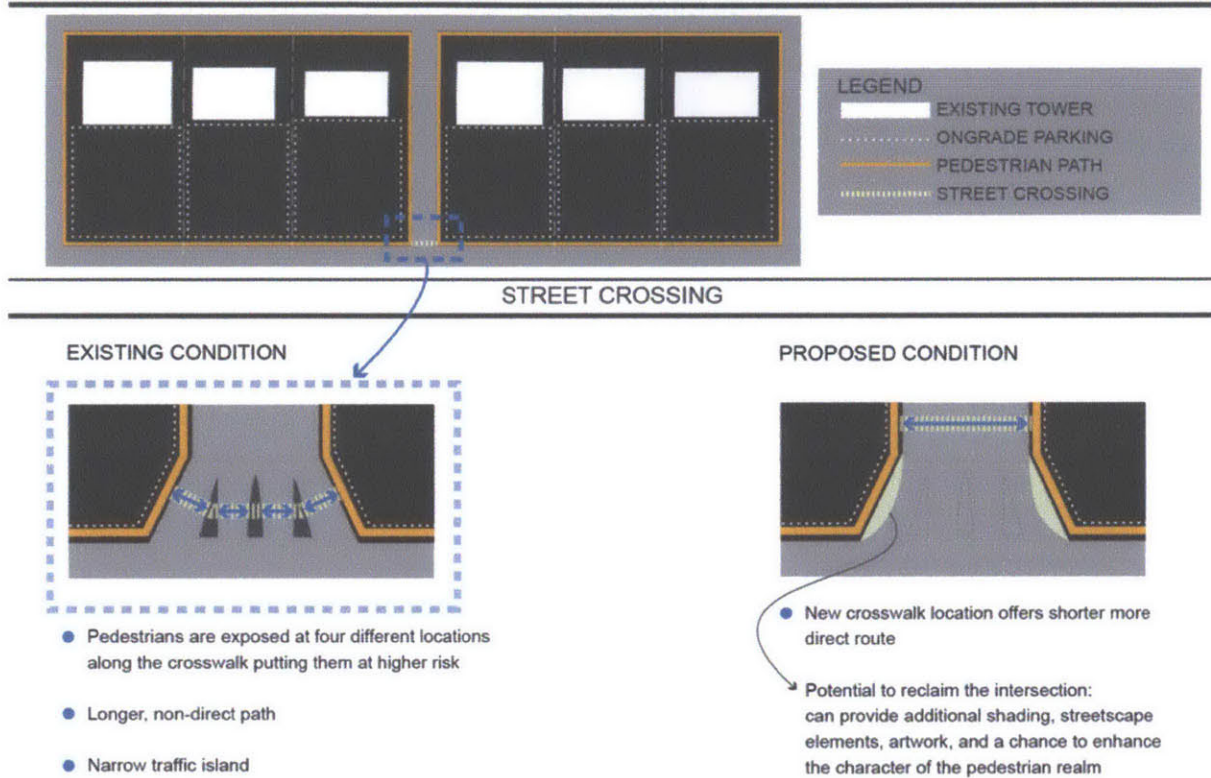 LEGEND
EXISTING TOWER
ONGRADE PARKING
PEDESTRIAN PATH
STREET CROSSING
STREET CROSSING
EXISTING CONDITION
Pedestrians are exposed at four different locations
along the crosswalk putting them at higher risk
Longer, non-direct path
Narrow traffic island
PROPOSED CONDITION
New crosswalk location offers shorter more
direct route
Potential to reclaim the intersection:
can provide additional shading, streetscape
elements, artwork, and a chance to enhance
the character of the pedestrian realm